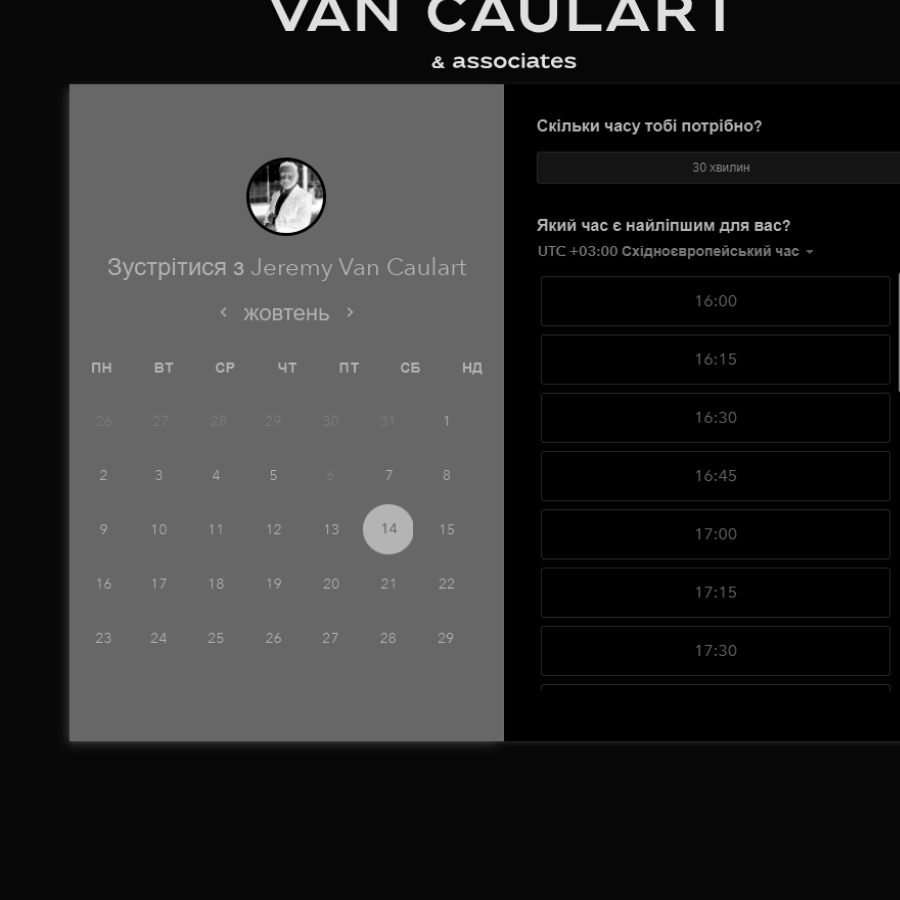 VAN CAULART
& associates
Зустрітися з Jeremy Van Caulart
жовтень
ПН ВТ СР ЧТ ПТ СБ НД
26 27 28 29 30 31 1
2 3 4 5 6 7 8
9 10 11 12 13 14 15
16 17 18 19 20 21 22
23 24 25 26 27 28 29
Скільки часу тобі потрібно?
30 хвилин
Який час є найліпшим для вас?
UTC +03:00 Східноєвропейський час
16:00
16:15
16:30
16:45
17:00
17:15
17:30